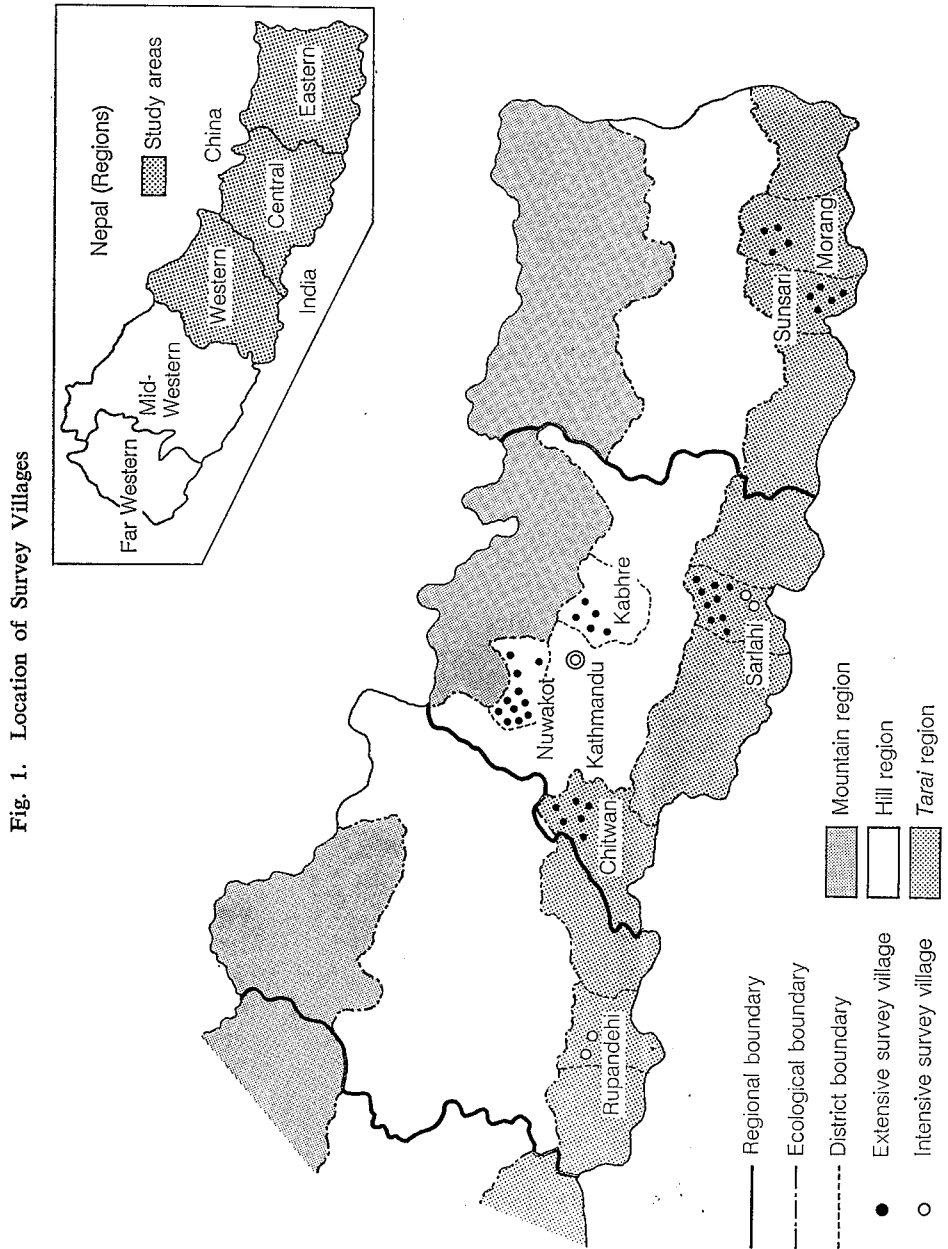 Fig. 1. Location of Survey Villages
Nepal (Regions)
Study areas
China
Far Western
Mid-
Western
Western
Central
Eastern
India
Nuwakot
Kabhre
Kathmandu
Chitwan
Rupandehi
Sarlahi
Sunsari
Morang
Regional boundary
Ecological boundary
District boundary
Extensive survey village
Intensive survey village
Mountain region
Hill region
Tarai region